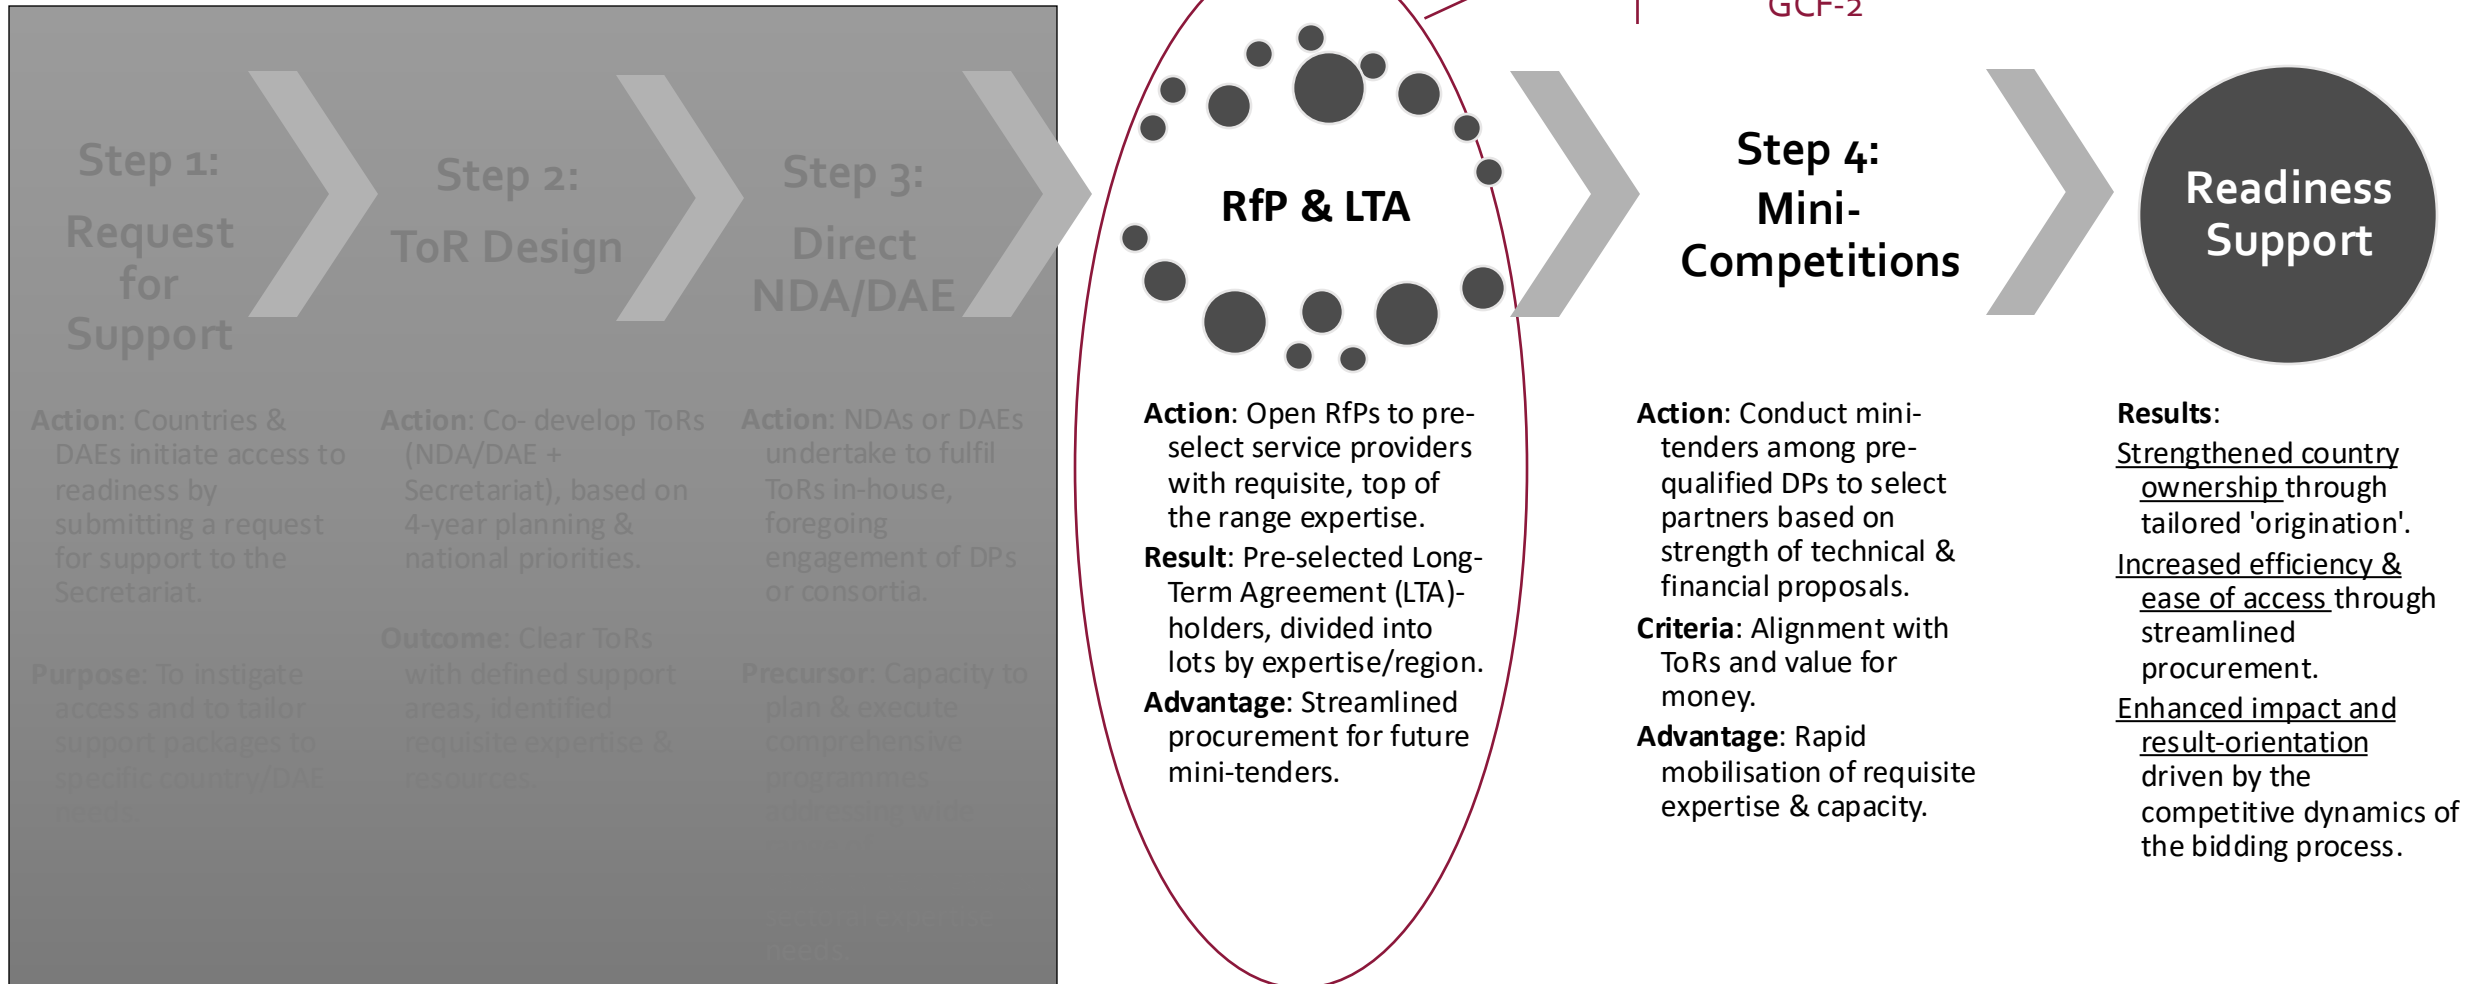 GCF-2
Step 1:
Request
for
Support
Action: Countries &
DAEs initiate access to
readiness by
submitting a request
for support to the
Secretariat.
Purpose: To instigate
access and to tailor
support packages to
specific country/DAE
needs.
Step 2:
ToR Design
Action: Co- develop ToRs
(NDA/DAE +
Secretariat), based on
4-year planning &
national priorities.
Outcome: Clear ToRs
with defined support
areas, identified
requisite expertise &
resources.
Step 3:
Direct
NDA/DAE
Action: NDAs or DAEs
undertake to fulfil
ToRs in-house,
foregoing
engagement of DPs
or consortia.
Precursor: Capacity to
plan & execute
comprehensive
programmes
addressing wide
needs.
RfP & LTA
Action: Open RfPs to pre-
select service providers
with requisite, top of
the range expertise.
Result: Pre-selected Long-
Term Agreement (LTA)-
holders, divided into
lots by expertise/region.
Advantage: Streamlined
procurement for future
mini-tenders.
Step 4:
Mini-
Competitions
Action: Conduct mini-
tenders among pre-
qualified DPs to select
partners based on
strength of technical &
financial proposals.
Criteria: Alignment with
ToRs and value for
money.
Advantage: Rapid
mobilisation of requisite
expertise & capacity.
Readiness
Support
Results:
Strengthened country
ownership through
tailored 'origination'.
Increased efficiency &
ease of access through
streamlined
procurement.
Enhanced impact and
result-orientation
driven by the
competitive dynamics of
the bidding process.